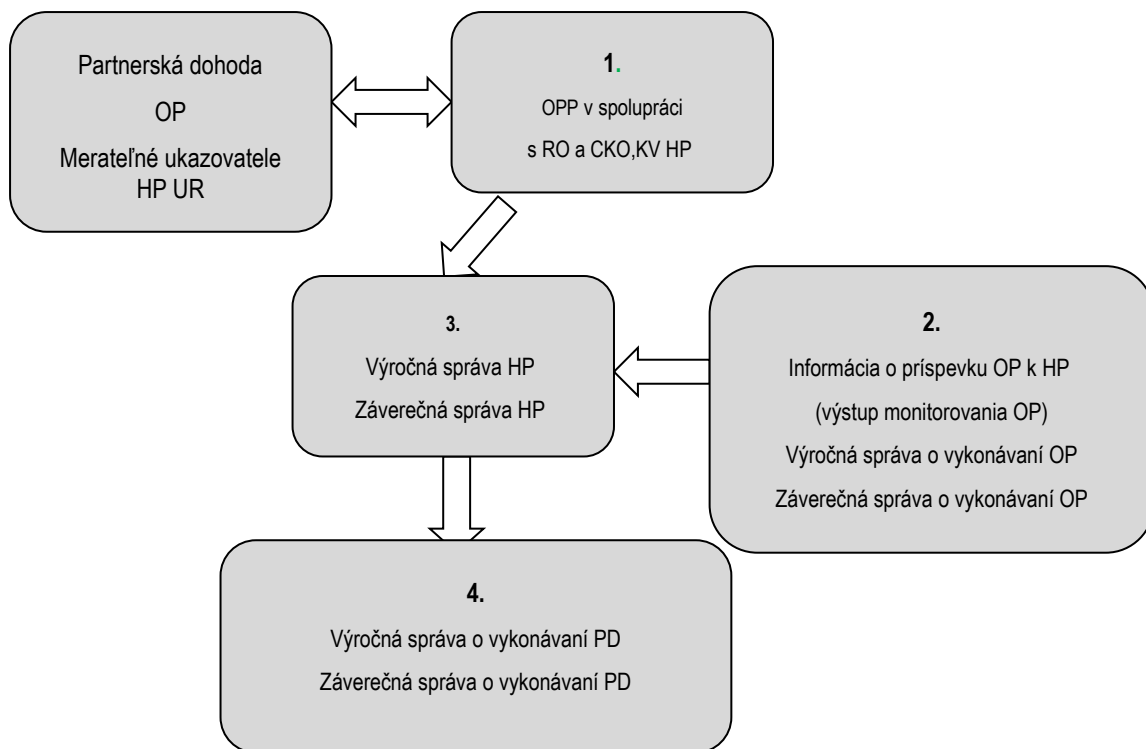 Partnerská dohoda
OP
Merateľné ukazovatele
HP UR
1.
OPP v spolupráci
s RO a CKO,KV HP
3.
Výročná správa HP
Záverečná správa HP
2.
Informácia o príspevku OP k HP
(výstup monitorovania OP)
Výročná správa o vykonávaní OP
Záverečná správa o vykonávaní OP
4.
Výročná správa o vykonávaní PD
Záverečná správa o vykonávaní PD